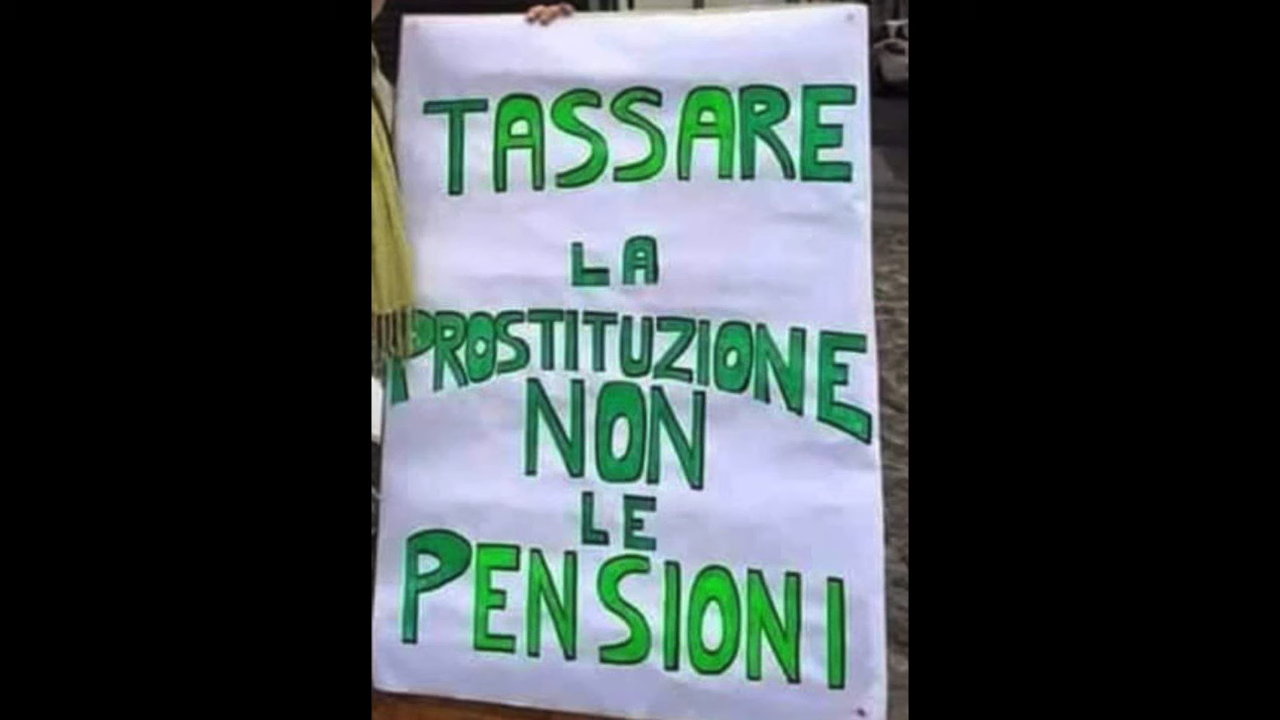 TASSARE
LA
PROSTITUZIONE
NON
LE
PENSIONI